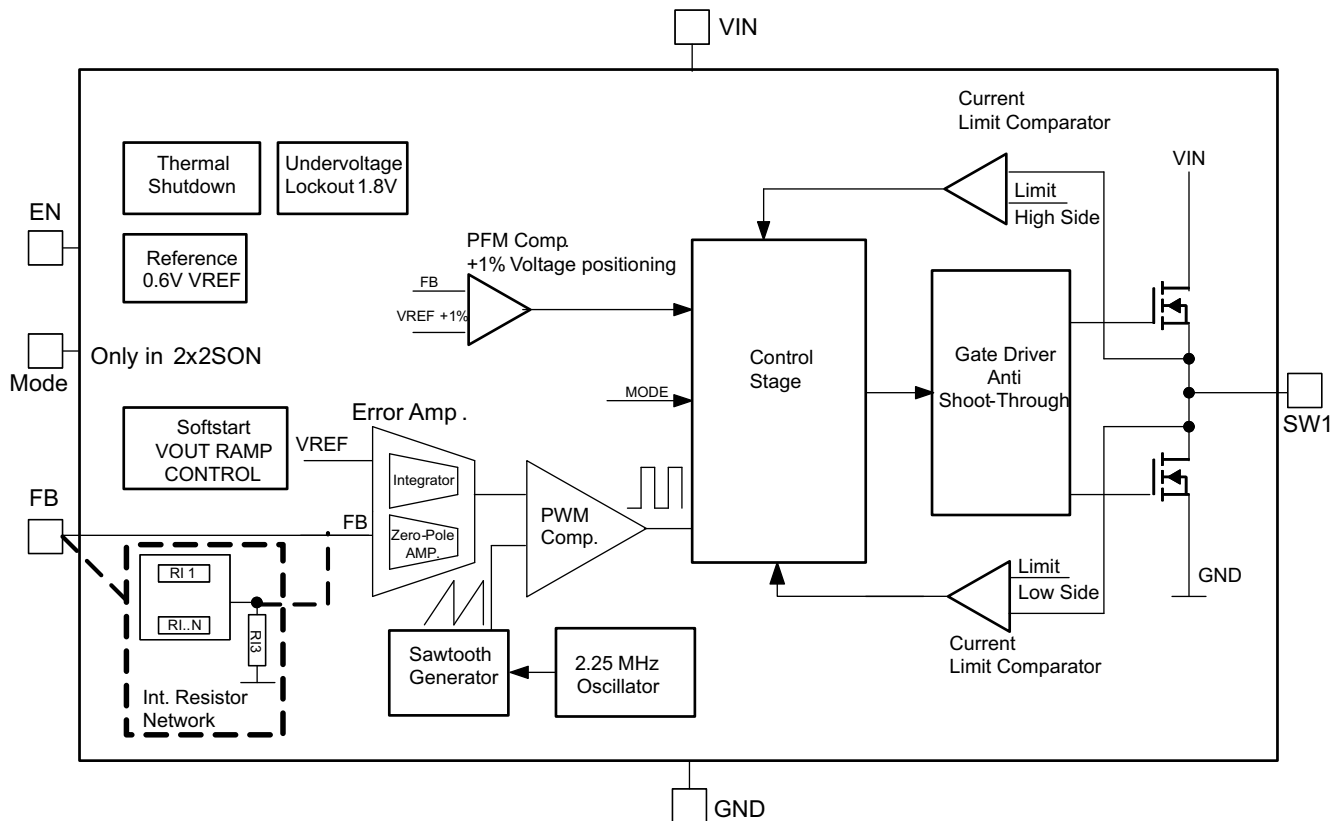 VIN
Current
Limit Comparator
Thermal
Shutdown
Undervoltage
Lockout 1.8V
VIN
Limit
High Side
EN
Reference
0.6V VREF
PFM Comp.
+1% Voltage positioning
FB
VREF +1%
Mode
Only in 2x2SON
Control
Stage
Gate Driver
Anti
Shoot-Through
MODE
SW1
Softstart
VOUT RAMP
CONTROL
Error Amp .
VREF
Integrator
FB
FB
Zero-Pole
AMP.
PWM
Comp.
RI 1
RI..N
RI3
Int. Resistor
Network
Sawtooth
Generator
2.25 MHz
Oscillator
Limit
Low Side
GND
Current
Limit Comparator
GND